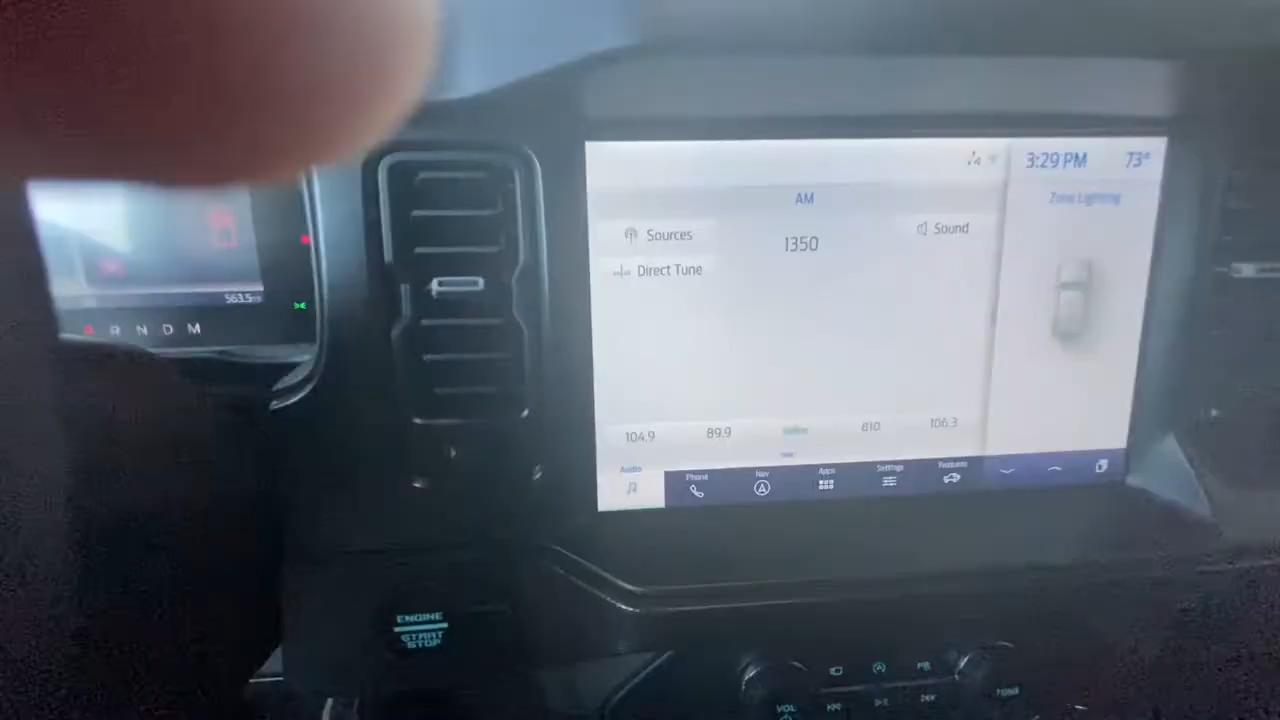 3:29 PM 73°
AM
Zone Lighting
Sources
1350
Sound
Direct Tune
563.5
R N D M
104.9
89.9
810
106.3
Audio
Phone
Nav
Apps
Settings
Features
ENGINE
START
STOP
VOL
TUNE